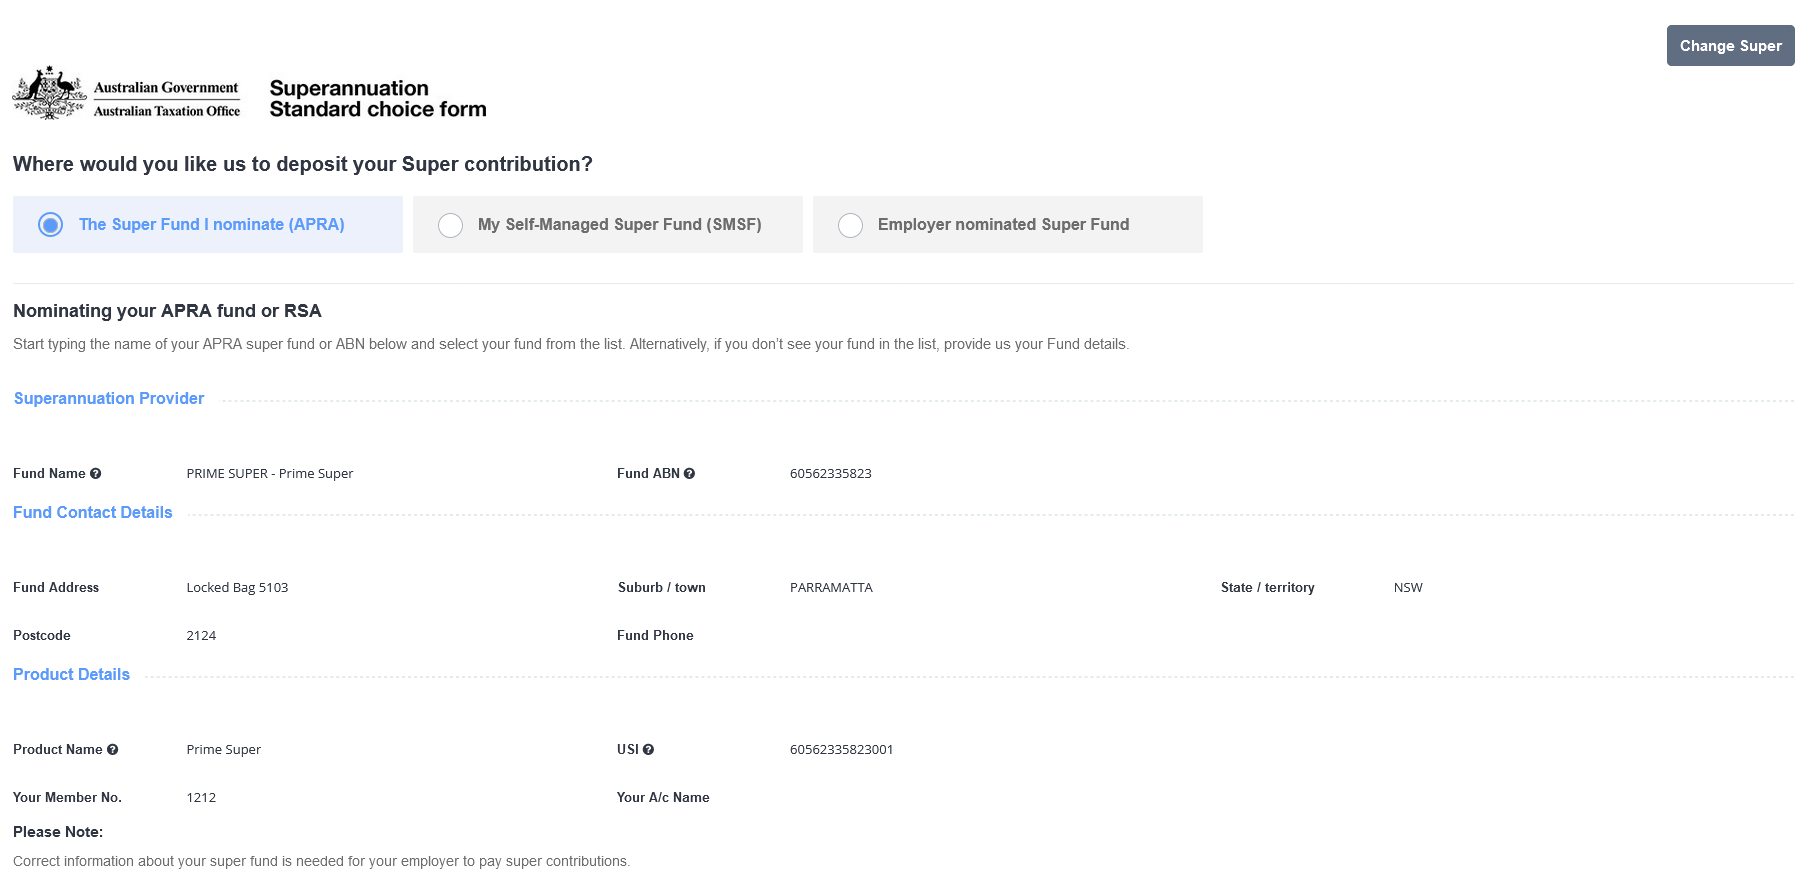 Change Super
Australian Government
Australian Taxation Office
Superannuation
Standard choice form
Where would you like us to deposit your Super contribution?
The Super Fund I nominate (APRA)
My Self-Managed Super Fund (SMSF)
Employer nominated Super Fund
Nominating your APRA fund or RSA
Start typing the name of your APRA super fund or ABN below and select your fund from the list. Alternatively, if you don’t see your fund in the list, provide us your Fund details.
Superannuation Provider
Fund Name ? PRIME SUPER - Prime Super Fund ABN ? 60562335823
Fund Contact Details
Fund Address Locked Bag 5103 Suburb / town PARRAMATTA State / territory NSW
Postcode 2124 Fund Phone
Product Details
Product Name ? Prime Super USI ? 60562335823001
Your Member No. 1212 Your A/c Name
Please Note:
Correct information about your super fund is needed for your employer to pay super contributions.